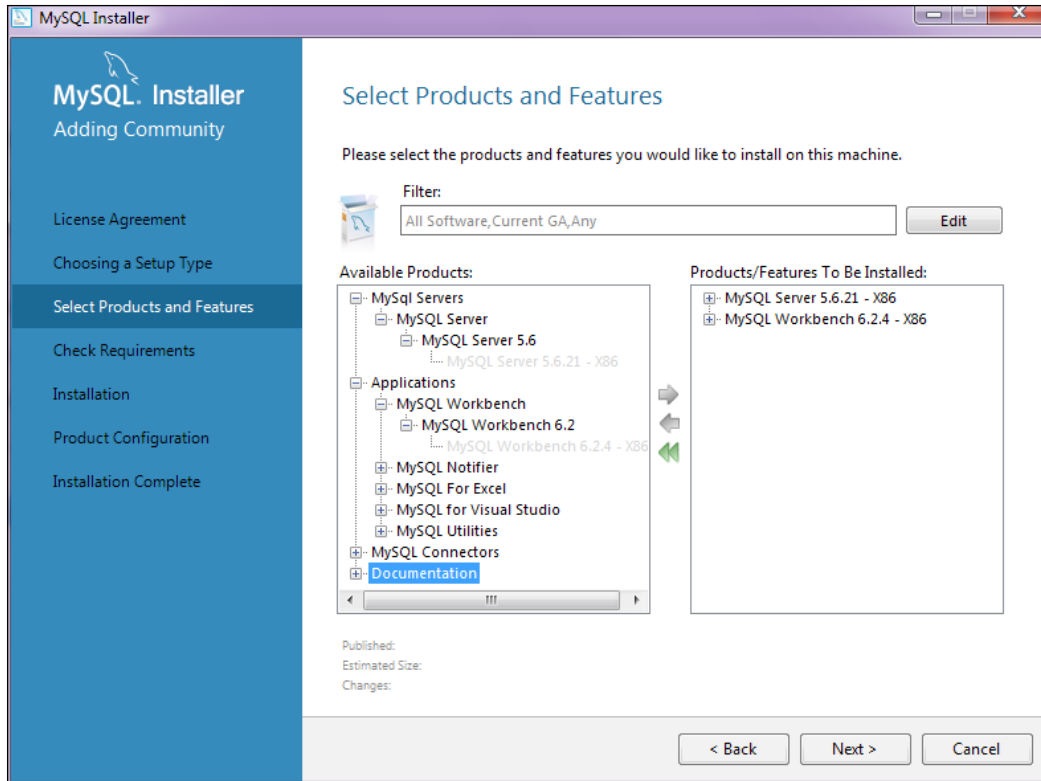 MySQL Installer
MySQL. Installer
Adding Community
License Agreement
Choosing a Setup Type
Select Products and Features
Check Requirements
Installation
Product Configuration
Installation Complete
Select Products and Features
Please select the products and features you would like to install on this machine.
Filter:
All Software,Current GA,Any
Edit
Available Products:
MySql Servers
MySQL Server
MySQL Server 5.6
MySQL Server 5.6.21 - X86
Applications
MySQL Workbench
MySQL Workbench 6.2
MySQL Workbench 6.2.4 - X86
MySQL Notifier
MySQL For Excel
MySQL for Visual Studio
MySQL Utilities
MySQL Connectors
Documentation
Products/Features To Be Installed:
MySQL Server 5.6.21 - X86
MySQL Workbench 6.2.4 - X86
Published:
Estimated Size:
Changes:
< Back
Next >
Cancel